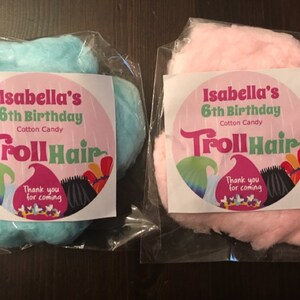 Isabella's
6th Birthday
Cotton Candy
TrollHair
Thank you
for coming
Isabella's
6th Birthday
Cotton Candy
TrollHair
Thank you
for coming